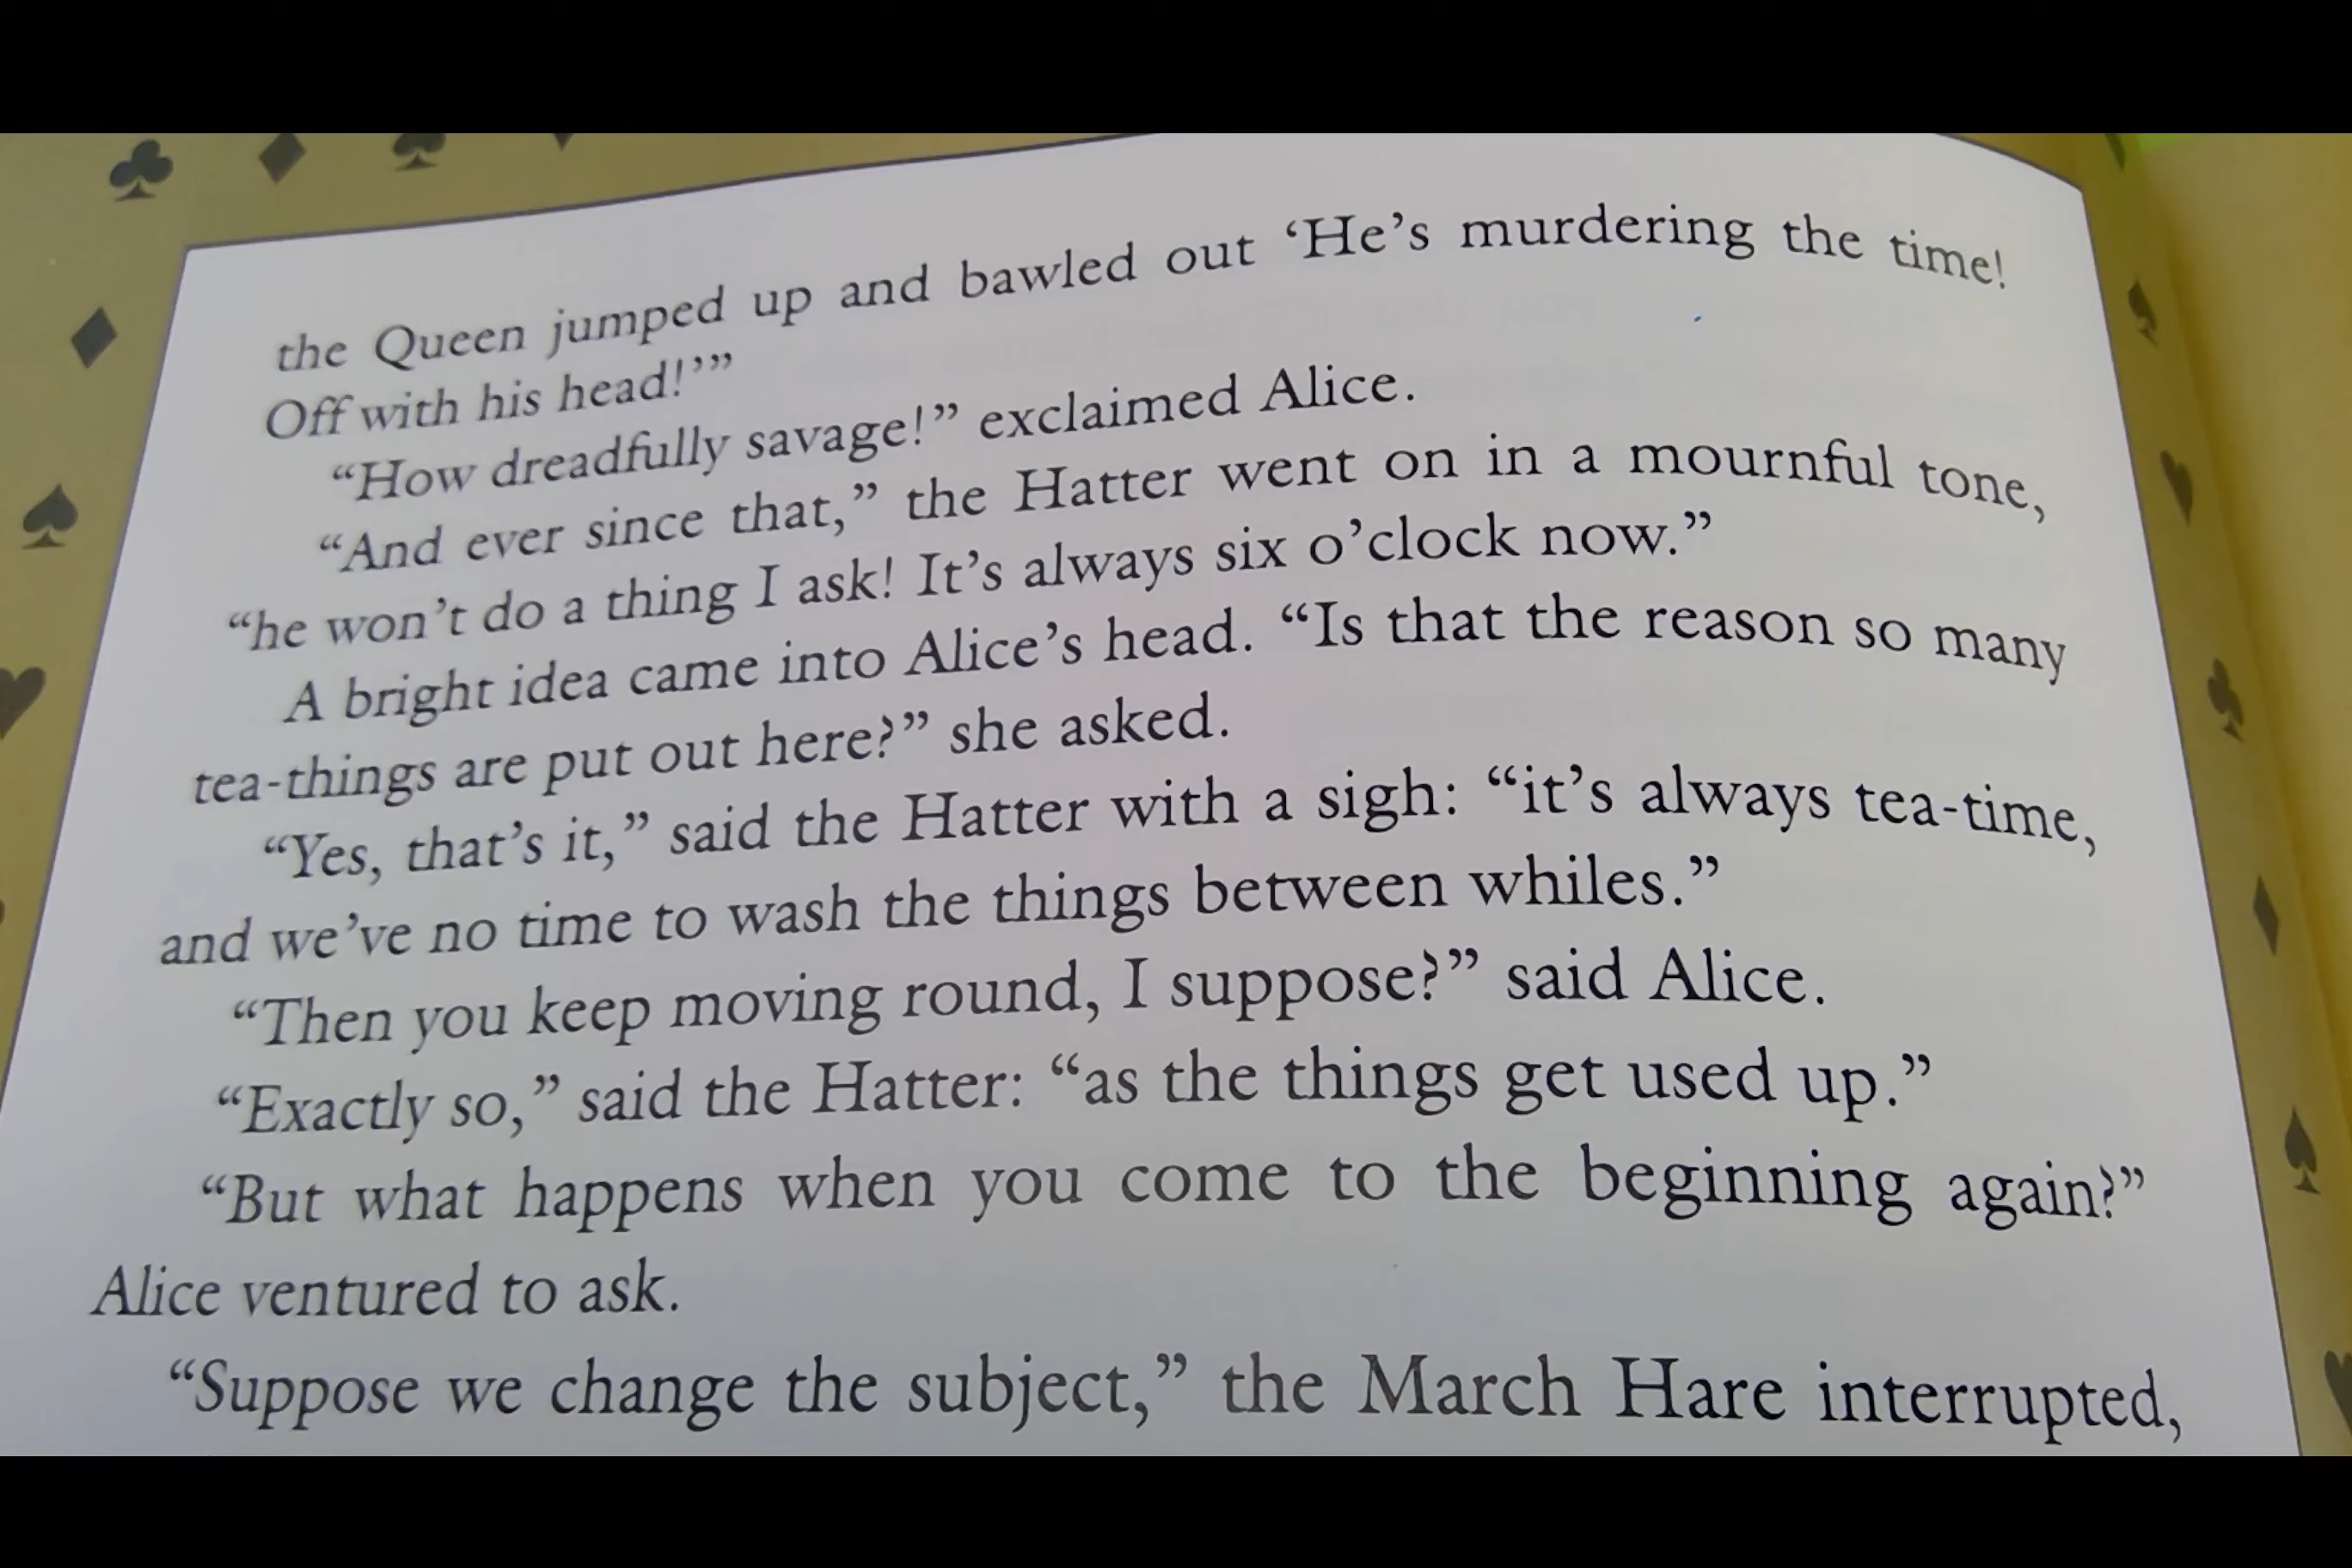 the Queen jumped up and bawled out ‘He’s murdering the time!
Off with his head!’”
“How dreadfully savage!” exclaimed Alice.
“And ever since that,” the Hatter went on in a mournful tone,
“he won’t do a thing I ask! It’s always six o’clock now.”
A bright idea came into Alice’s head. “Is that the reason so many
tea-things are put out here?” she asked.
“Yes, that’s it,” said the Hatter with a sigh: “it’s always tea-time,
and we’ve no time to wash the things between whiles.”
“Then you keep moving round, I suppose?” said Alice.
“Exactly so,” said the Hatter: “as the things get used up.”
“But what happens when you come to the beginning again?”
Alice ventured to ask.
“Suppose we change the subject,” the March Hare interrupted,